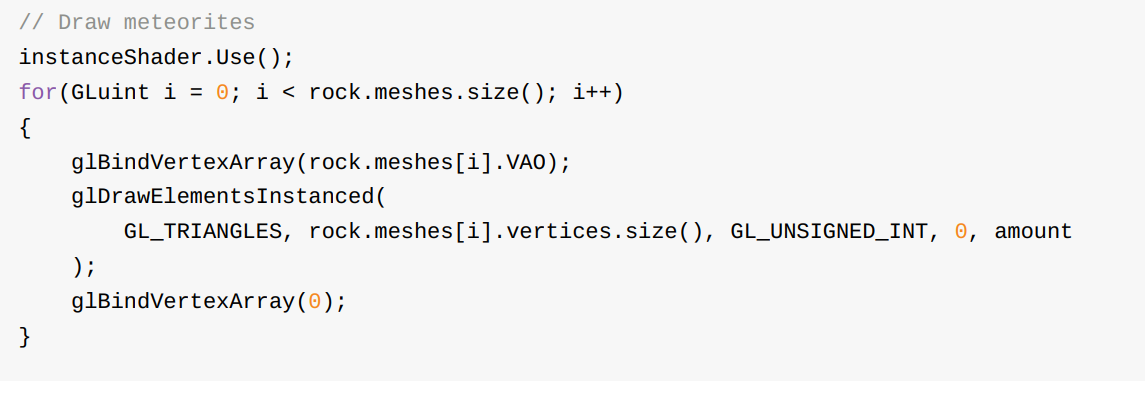 // Draw meteorites
instanceShader.Use();
for(GLuint i = 0; i < rock.meshes.size(); i++)
{
    glBindVertexArray(rock.meshes[i].VAO);
    glDrawElementsInstanced(
        GL_TRIANGLES, rock.meshes[i].vertices.size(), GL_UNSIGNED_INT, 0, amount
    );
    glBindVertexArray(0);
}